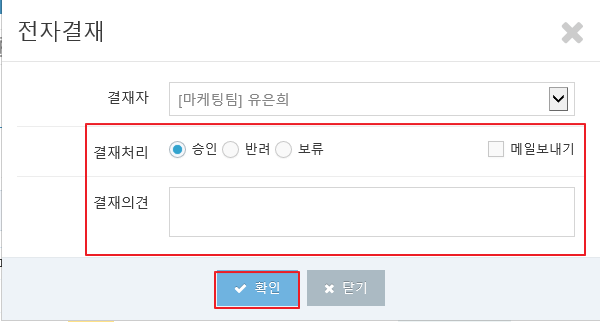 전자결재
결재자 [마케팅팀] 유은희
결재처리 승인 반려 보류 메일보내기
결재의견
확인 닫기